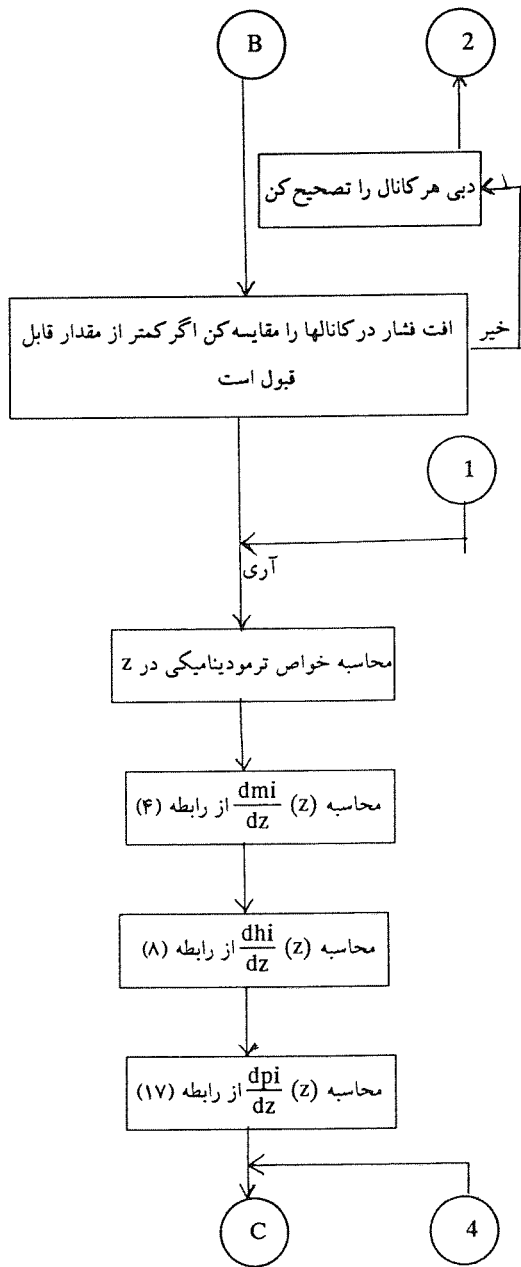 B
2
دبی هر کانال را تصحیح کن
افت فشار در کانالها را مقایسه کن اگر کمتر از مقدار قابل
قبول است
خیر
1
آری
محاسبه خواص ترمودینامیکی در z
محاسبه (z) dmi/dz از رابطه (۴)
محاسبه (z) dhi/dz از رابطه (۸)
محاسبه (z) dpi/dz از رابطه (۱۷)
C
4